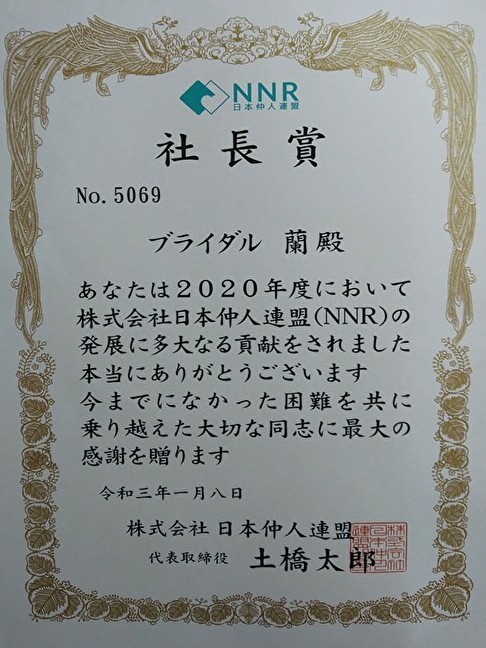 NNR
日本仲人連盟
社長賞
No. 5069
ブライダル 蘭殿
あなたは2020年度において
株式会社日本仲人連盟(NNR)の
発展に多大なる貢献をされました
本当にありがとうございます
今までになかった困難を共に
乗り越えた大切な同志に最大の
感謝を贈ります
令和三年一月八日
株式会社 日本仲人連盟
代表取締役 土橋太郎